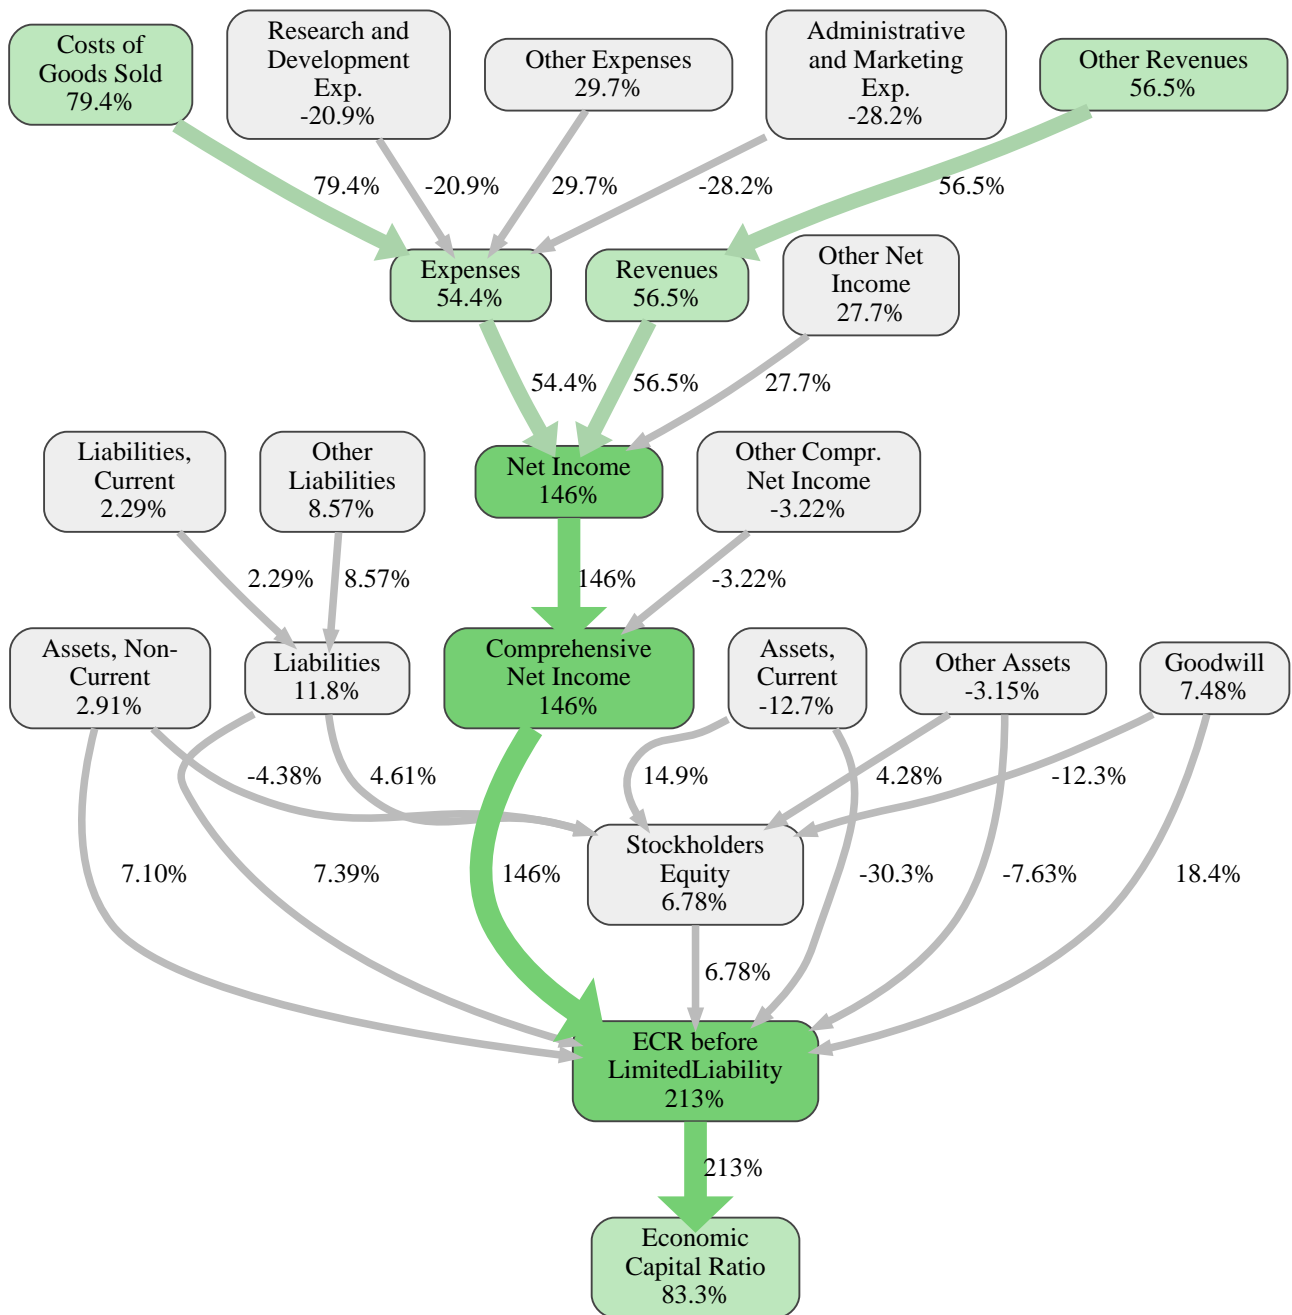 Costs of
Goods Sold
79.4%
Research and
Development
Exp.
-20.9%
Other Expenses
29.7%
Administrative
and Marketing
Exp.
-28.2%
Other Revenues
56.5%
79.4%
-20.9%
29.7%
-28.2%
56.5%
Expenses
54.4%
Revenues
56.5%
Other Net
Income
27.7%
54.4%
56.5%
27.7%
Liabilities,
Current
2.29%
Other
Liabilities
8.57%
Net Income
146%
Other Compr.
Net Income
-3.22%
2.29%
8.57%
146%
-3.22%
Assets, Non-
Current
2.91%
Liabilities
11.8%
Comprehensive
Net Income
146%
Assets,
Current
-12.7%
Other Assets
-3.15%
Goodwill
7.48%
-4.38%
4.61%
14.9%
4.28%
-12.3%
Stockholders
Equity
6.78%
7.10%
7.39%
146%
-30.3%
-7.63%
18.4%
6.78%
ECR before
LimitedLiability
213%
213%
Economic
Capital Ratio
83.3%